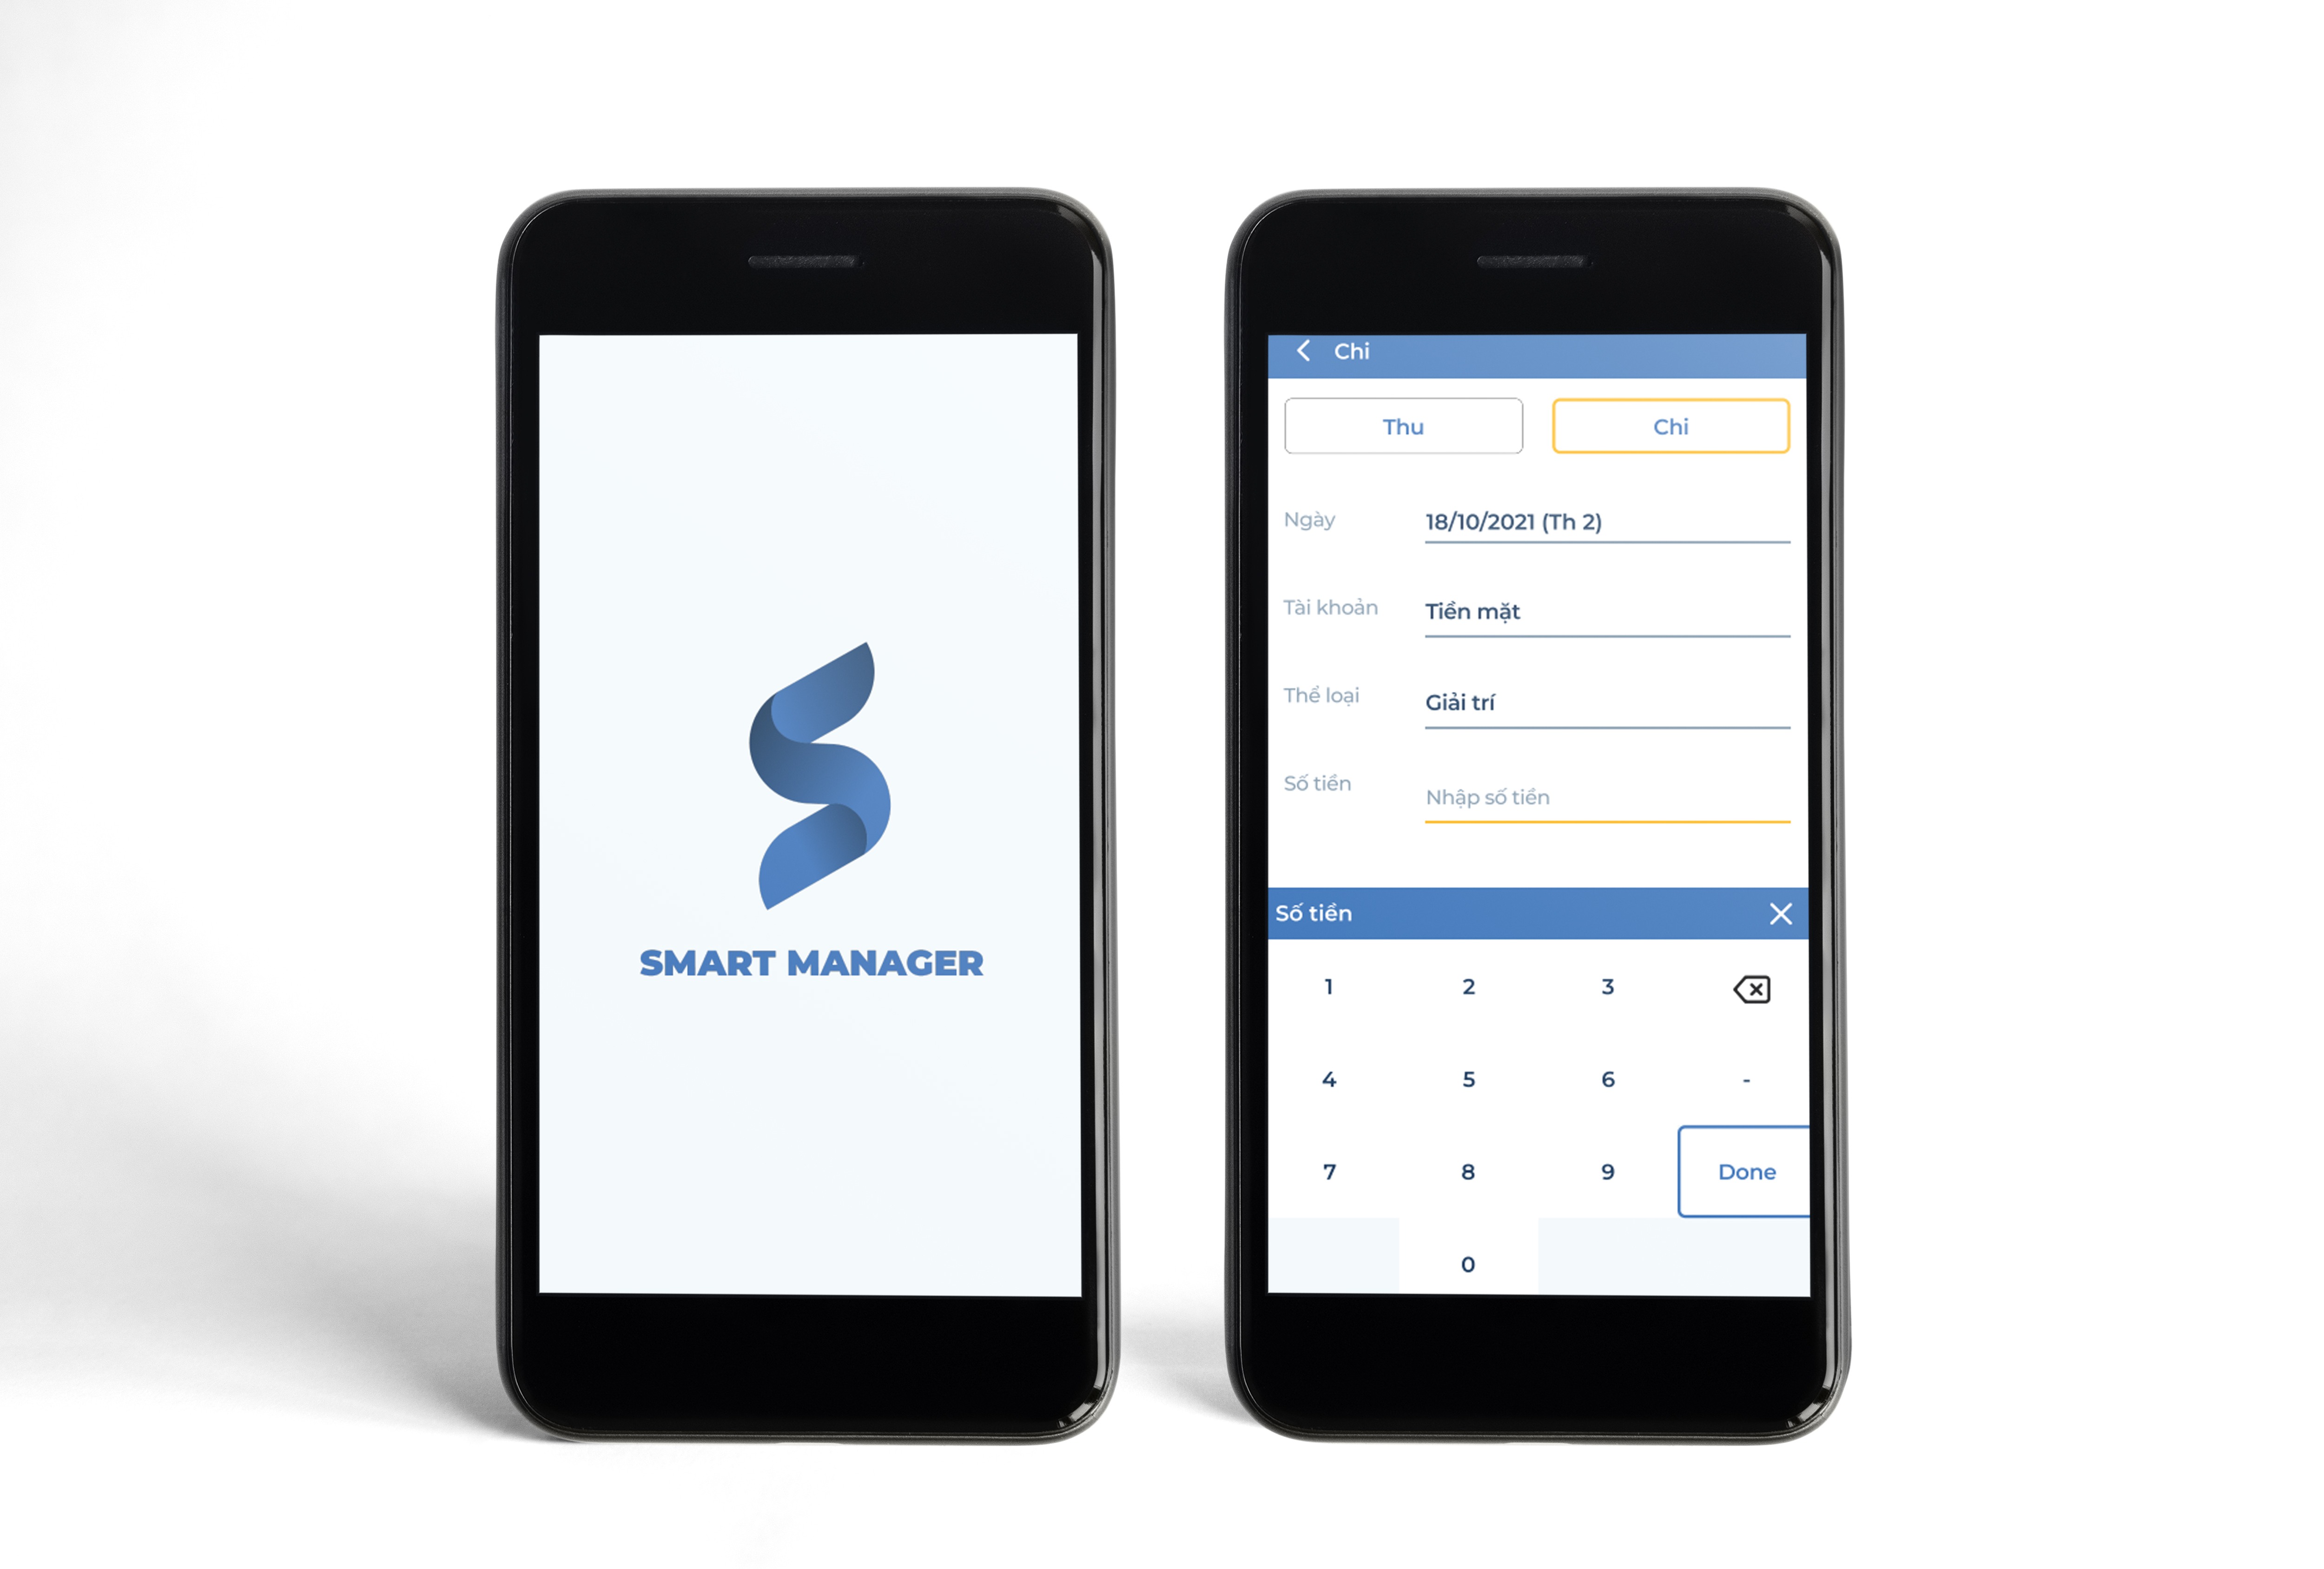 SMART MANAGER
Chi
Thu
Chi
Ngày
18/10/2021 (Th 2)
Tài khoản
Tiền mặt
Thể loại
Giải trí
Số tiền
Nhập số tiền
Số tiền
1 2 3
4 5 6 -
7 8 9 Done
0